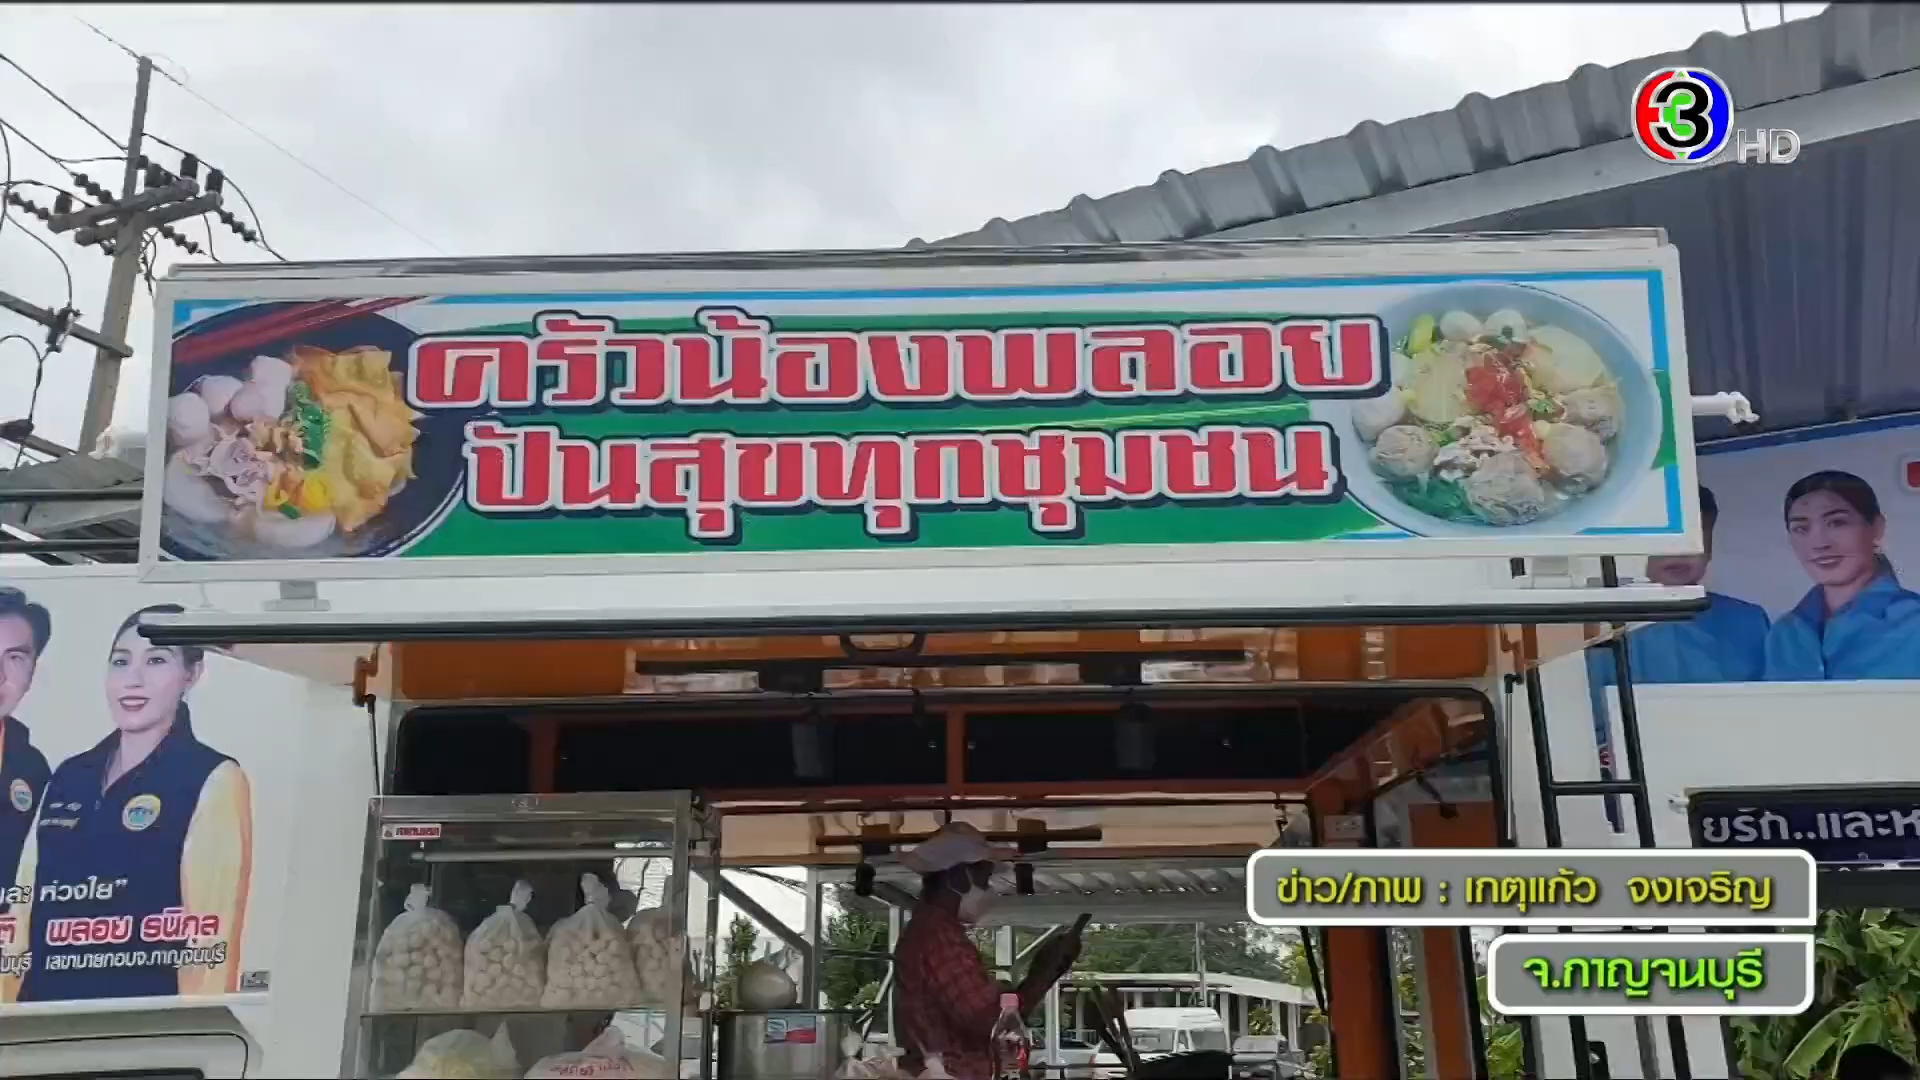 3 HD
ครัวน้องพลอย
ปันสุขทุกชุมชน
ห่วงใย"
พลอย ธนิกุล
เลขานายกอบจ.กาญจนบุรี
ยรัก..และห
ข่าว/ภาพ : เกตุแก้ว จงเจริญ
จ.กาญจนบุรี